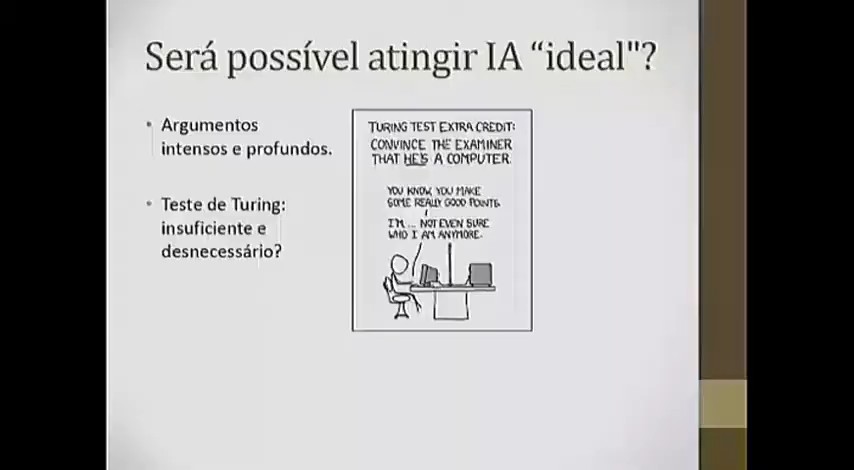 Será possível atingir IA “ideal"?
• Argumentos
intensos e profundos.
• Teste de Turing:
insuficiente e
desnecessário?
TURING TEST EXTRA CREDIT:
CONVINCE THE EXAMINER
THAT HE'S A COMPUTER.
YOU KNOW, YOU MAKE
SOME REALLY GOOD POINTS.
I'M ... NOT EVEN SURE
WHO I AM ANYMORE.